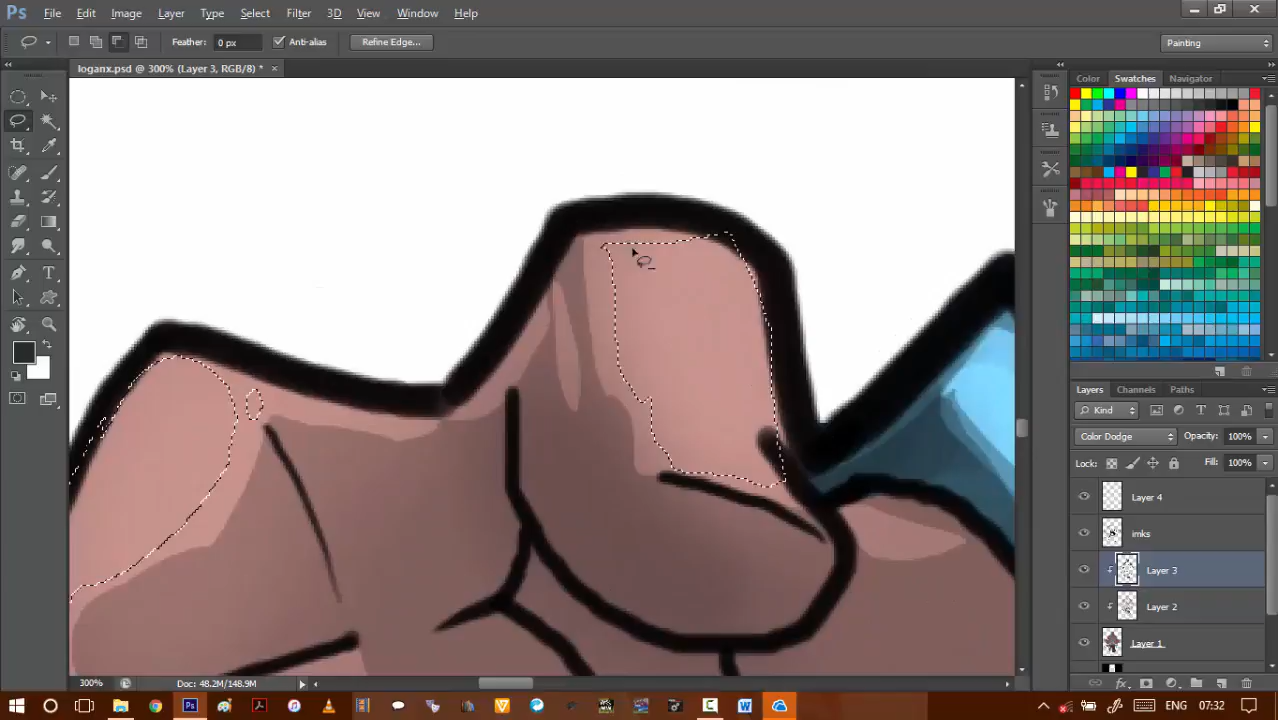 Ps File Edit Image Layer Type Select Filter 3D View Window Help
Feather: 0 px Anti-alias Refine Edge... Painting
loganx.psd @ 300% (Layer 3, RGB/8) * ×
Color Swatches Navigator
Layers Channels Paths
Kind
Color Dodge Opacity: 100%
Lock: Fill: 100%
Layer 4
imks
Layer 3
Layer 2
Layer 1
300% Doc: 48.2M/148.9M
ENG 07:32